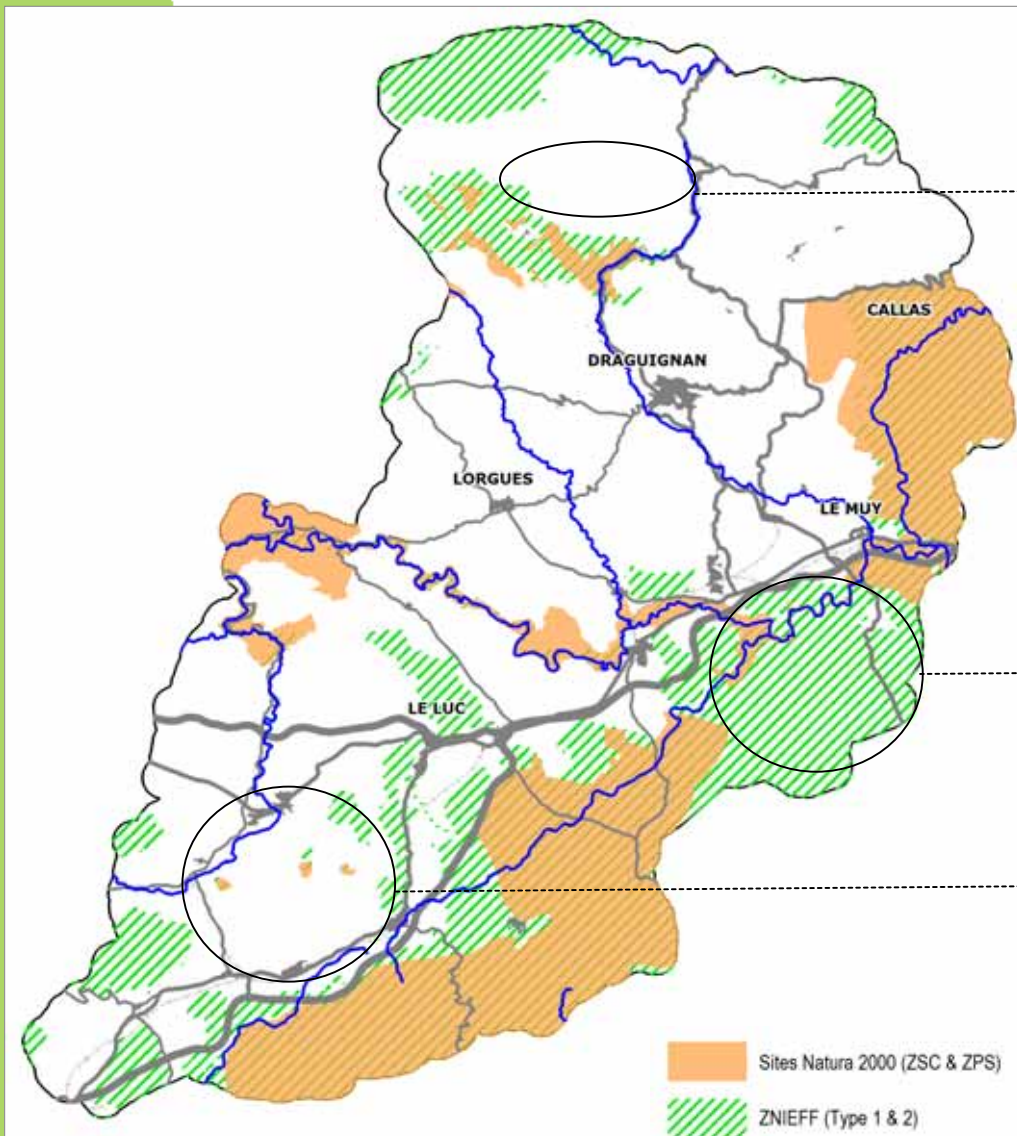 CALLAS
DRAGUIGNAN
LORGUES
LE MUY
LE LUC
Sites Natura 2000 (ZSC & ZPS)
ZNIEFF (Type 1 & 2)